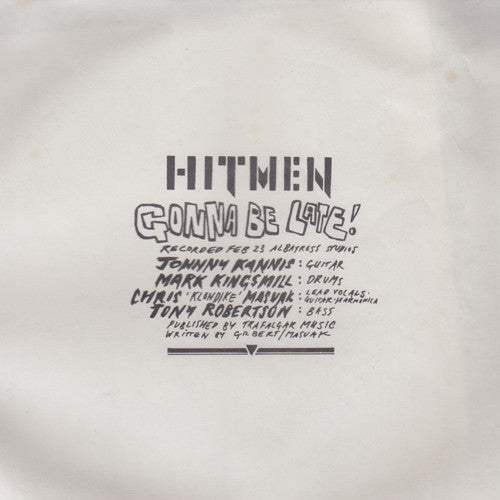 HITMEN
GONNA BE LATE!
RECORDED FEB 23 ALBATROSS STUDIOS
JOHNNY KANNIS: GUITAR
MARK KINGSMILL: DRUMS
CHRIS 'KLONDIKE' MASUAK: LEAD VOCALS· GUITAR·HARMONICA
TONY ROBERTSON: BASS
PUBLISHED BY TRAFALGAR MUSIC
WRITTEN BY GILBERT/MASUAK